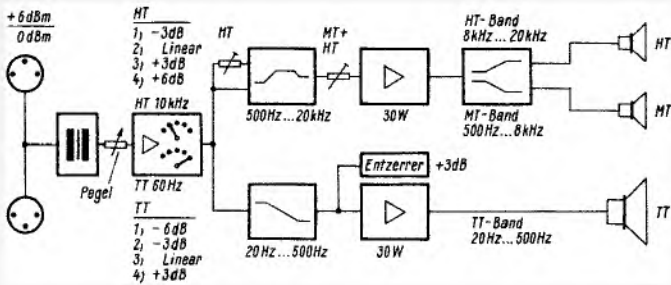 +6dBm
0dBm
HT
1) -3dB
2) Linear
3) +3dB
4) +6dB
HT 10kHz
TT 60Hz
Pegel
TT
1) -6dB
2) -3dB
3) Linear
4) +3dB
HT
500Hz...20kHz
MT+
HT
30W
HT-Band
8kHz...20kHz
MT-Band
500Hz...8kHz
HT
MT
20Hz...500Hz
Entzerrer
+3dB
30W
TT-Band
20Hz...500Hz
TT